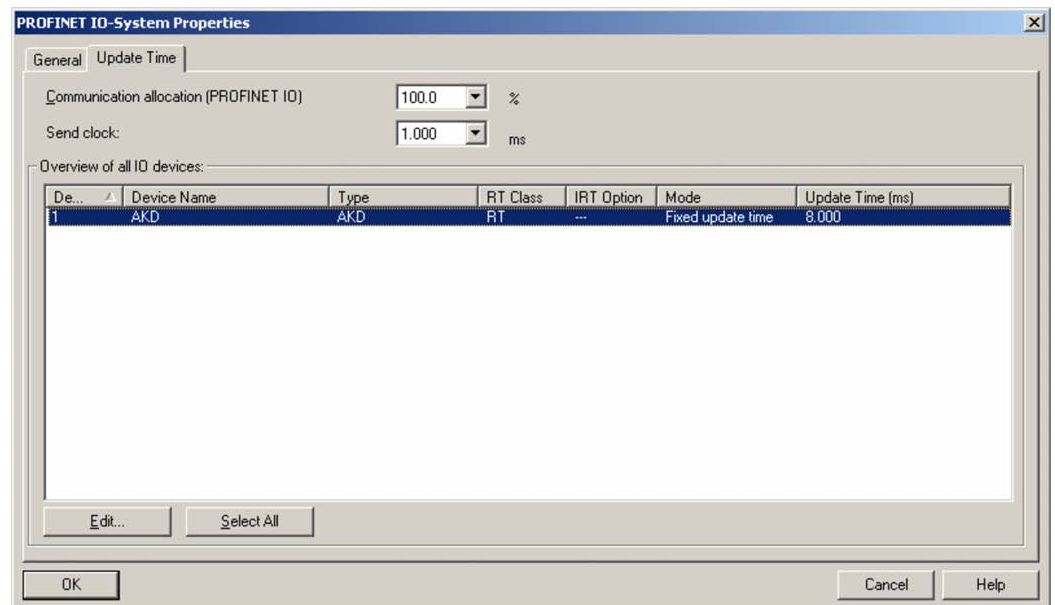 PROFINET IO-System Properties
General Update Time
Communication allocation (PROFINET IO) 100.0 %
Send clock: 1.000 ms
Overview of all IO devices:
De... Device Name Type RT Class IRT Option Mode Update Time (ms)
1 AKD AKD RT --- Fixed update time 8.000
Edit... Select All
OK Cancel Help